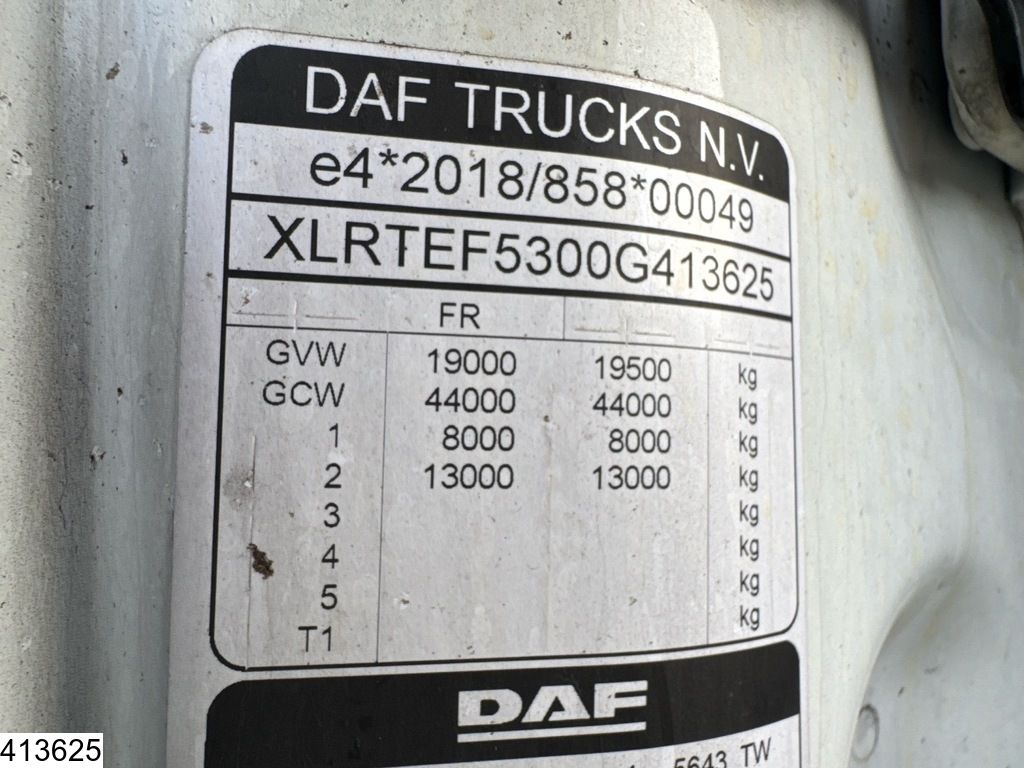 DAF TRUCKS N.V.
e4*2018/858*00049
XLRTEF5300G413625
FR
GVW 19000 19500 kg
GCW 44000 44000 kg
1 8000 8000 kg
2 13000 13000 kg
3 kg
4 kg
5 kg
T1 kg
DAF
5643 TW
413625